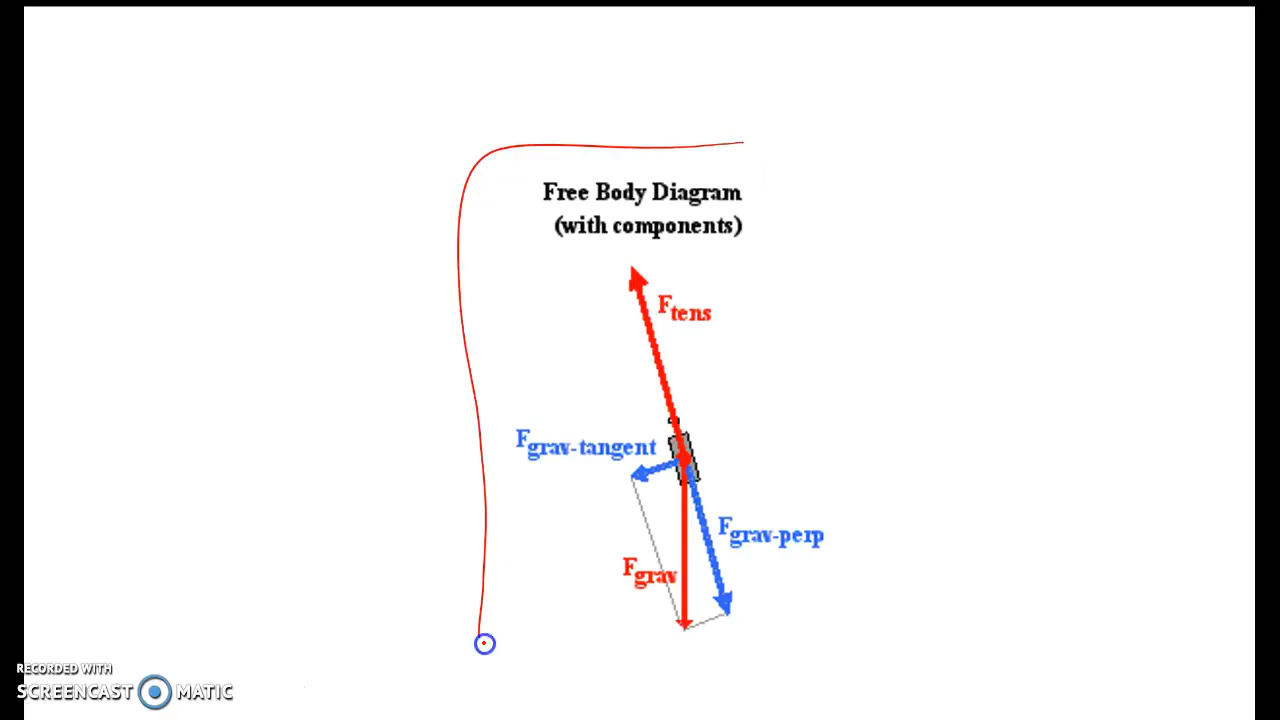 Free Body Diagram
(with components)
Ftens
Fgrav-tangent
Fgrav-perp
Fgrav
RECORDED WITH
SCREENCAST MATIC